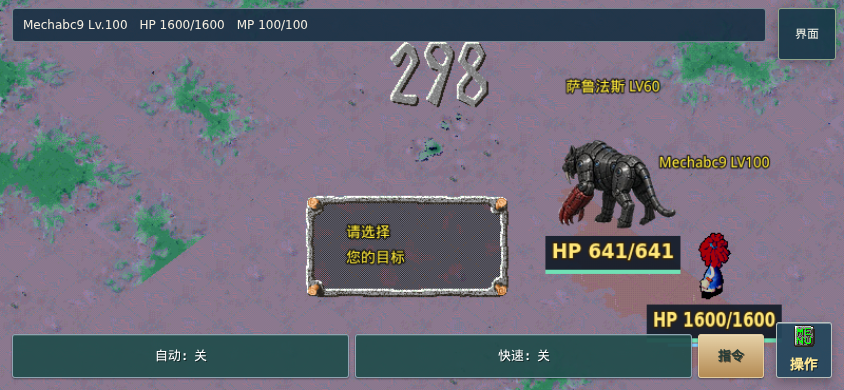 Mechabc9 Lv.100 HP 1600/1600 MP 100/100
界面
298
萨鲁法斯 LV60
Mechabc9 LV100
请选择
您的目标
HP 641/641
HP 1600/1600
自动: 关
快速: 关
指令
MENU
操作